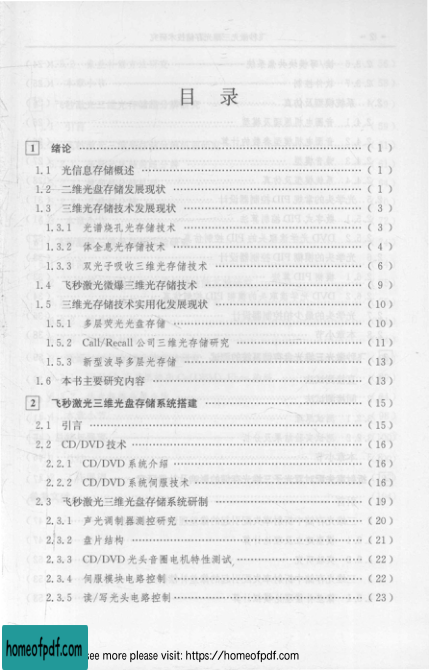 目 录
1 绪论 ……………………………………………… ( 1 )
1.1 光信息存储概述 ……………………………… ( 1 )
1.2 二维光盘存储发展现状 ……………………… ( 1 )
1.3 三维光存储技术发展现状 …………………… ( 3 )
1.3.1 光谱烧孔光存储技术 ……………………… ( 3 )
1.3.2 体全息光存储技术 ………………………… ( 4 )
1.3.3 双光子吸收三维光存储技术 ……………… ( 6 )
1.4 飞秒激光微爆三维光存储技术 ……………… ( 9 )
1.5 三维光存储技术实用化发展现状 …………… (10)
1.5.1 多层荧光光盘存储 ………………………… (10)
1.5.2 Call/Recall 公司三维光存储研究 ………… (11)
1.5.3 新型波导多层光存储 ……………………… (13)
1.6 本书主要研究内容 …………………………… (13)
2 飞秒激光三维光盘存储系统搭建 ……………… (15)
2.1 引言 …………………………………………… (15)
2.2 CD/DVD 技术 ………………………………… (16)
2.2.1 CD/DVD 系统介绍 ………………………… (16)
2.2.2 CD/DVD 系统伺服技术 …………………… (16)
2.3 飞秒激光三维光盘存储系统研制 …………… (19)
2.3.1 声光调制器测控研究 ……………………… (20)
2.3.2 盘片结构 …………………………………… (21)
2.3.3 CD/DVD 光头音圈电机特性测试 ………… (22)
2.3.4 伺服模块电路控制 ………………………… (22)
2.3.5 读/写光头电路控制 ………………………… (23)
homeofpdf.com
see more please visit: https://homeofpdf.com